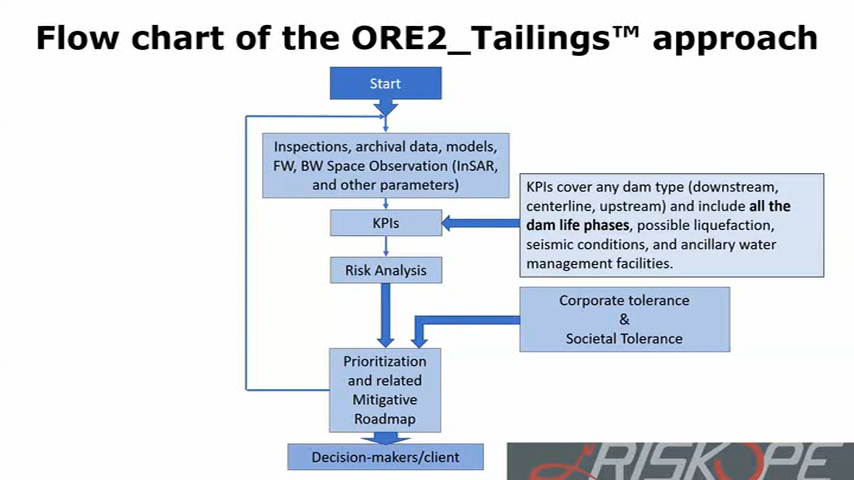 Flow chart of the ORE2_Tailings™ approach
Start
Inspections, archival data, models,
FW, BW Space Observation (InSAR,
and other parameters)
KPIs
KPIs cover any dam type (downstream,
centerline, upstream) and include all the
dam life phases, possible liquefaction,
seismic conditions, and ancillary water
management facilities.
Risk Analysis
Corporate tolerance
&
Societal Tolerance
Prioritization
and related
Mitigative
Roadmap
Decision-makers/client
RISKOPE